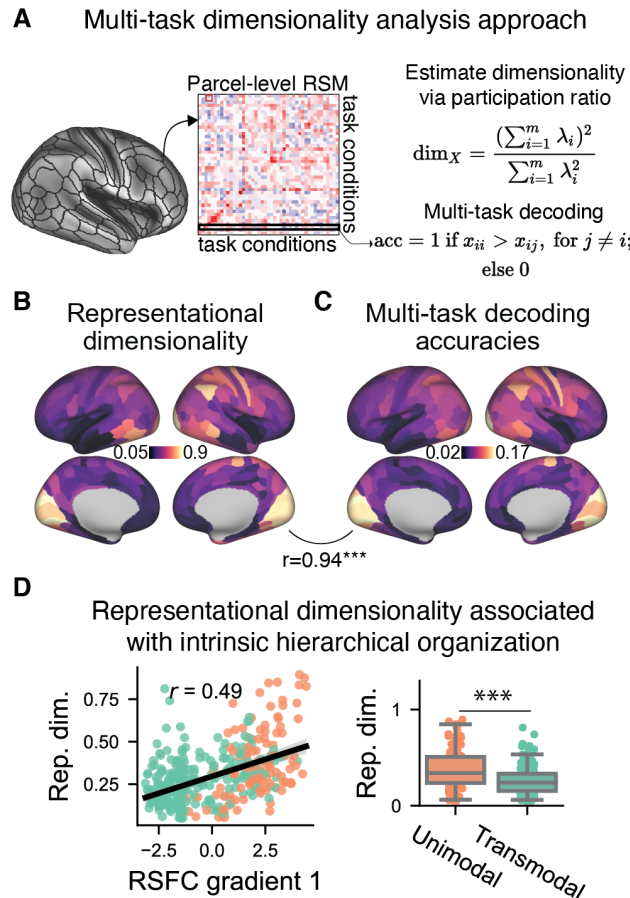 A Multi-task dimensionality analysis approach
Parcel-level RSM
task conditions
task conditions
Estimate dimensionality
via participation ratio
dim_X = (∑_{i=1}^m λ_i)^2 / ∑_{i=1}^m λ_i^2
Multi-task decoding
acc = 1 if x_{ii} > x_{ij}, for j ≠ i;
else 0
B Representational
dimensionality
0.05 0.9
C Multi-task decoding
accuracies
0.02 0.17
r=0.94***
D Representational dimensionality associated
with intrinsic hierarchical organization
r = 0.49
Rep. dim.
0.75
0.50
0.25
−2.5 0.0 2.5
RSFC gradient 1
***
Rep. dim.
1
0
Unimodal
Transmodal